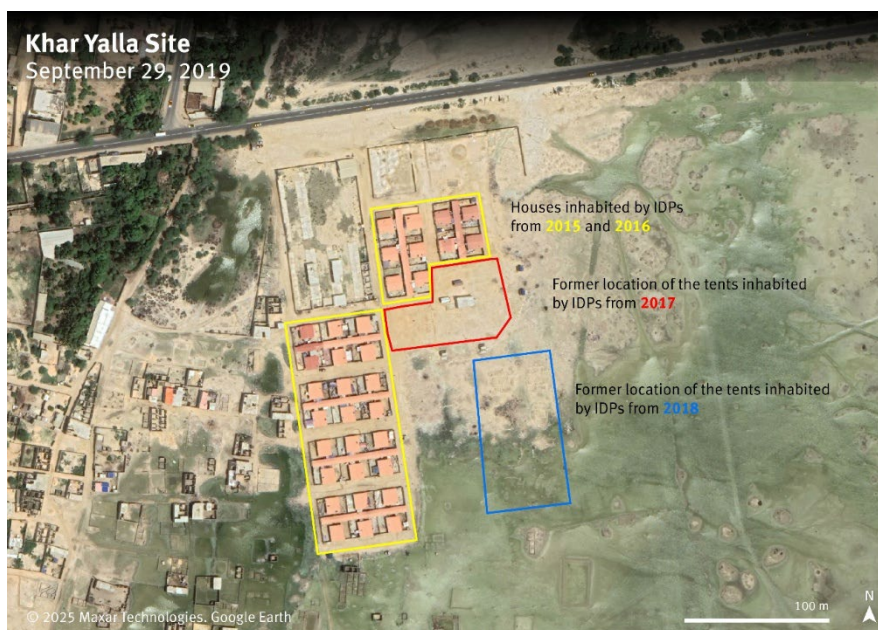 Khar Yalla Site
September 29, 2019
Houses inhabited by IDPs
from 2015 and 2016
Former location of the tents inhabited
by IDPs from 2017
Former location of the tents inhabited
by IDPs from 2018
N
100 m
© 2025 Maxar Technologies. Google Earth